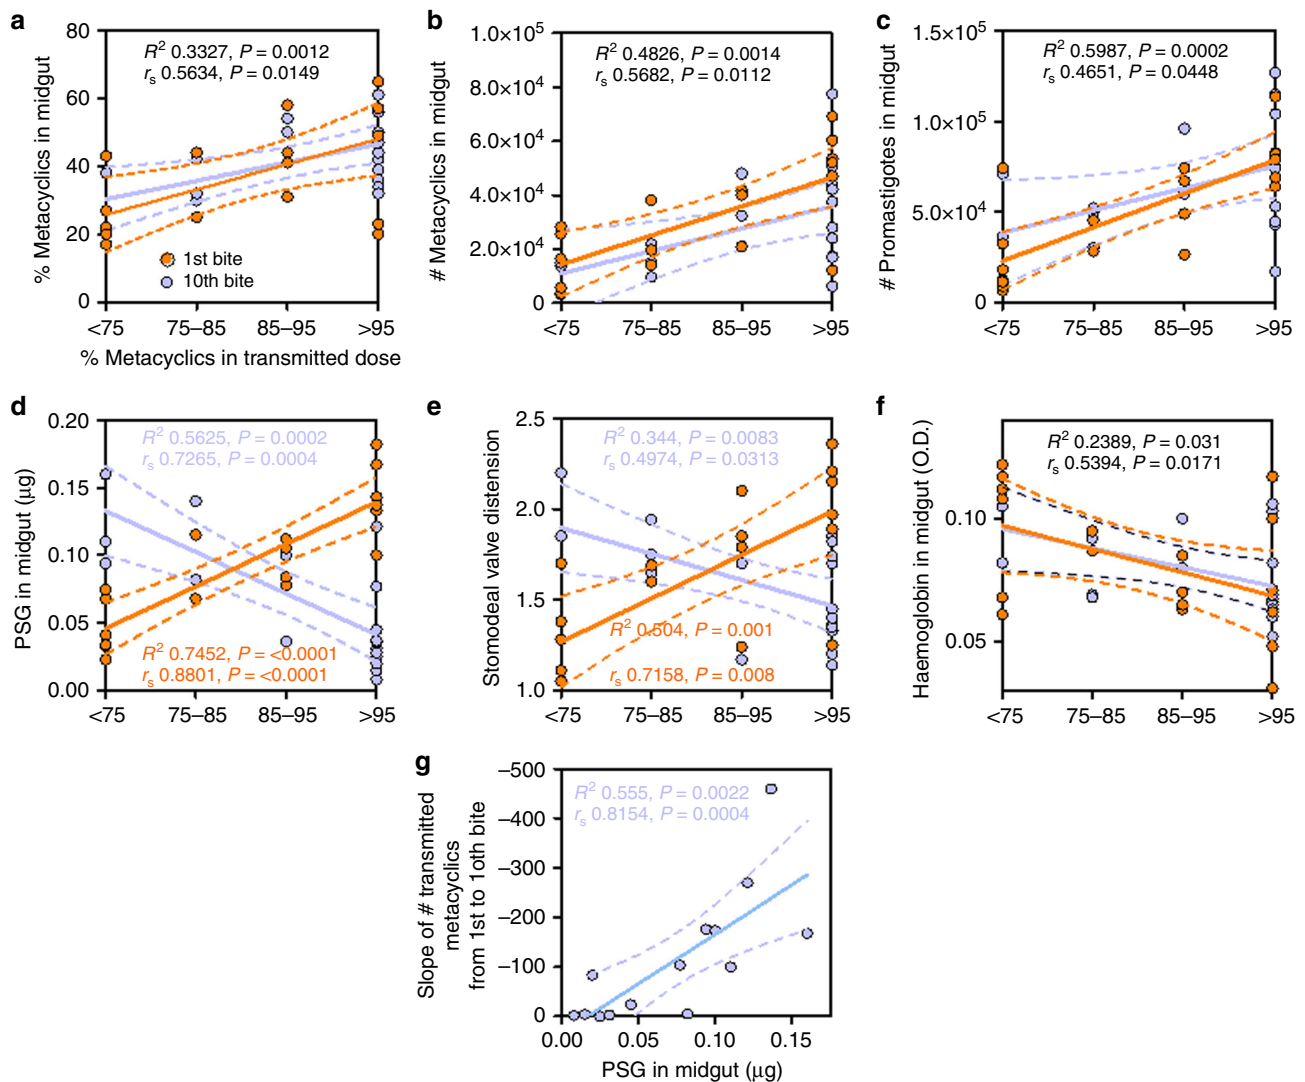 a
80
60
40
20
0
% Metacyclics in midgut
R² 0.3327, P = 0.0012
rₛ 0.5634, P = 0.0149
1st bite
10th bite
<75
75–85
85–95
>95
% Metacyclics in transmitted dose
b
1.0×10⁵
8.0×10⁴
6.0×10⁴
4.0×10⁴
2.0×10⁴
0
# Metacyclics in midgut
R² 0.4826, P = 0.0014
rₛ 0.5682, P = 0.0112
<75
75–85
85–95
>95
c
1.5×10⁵
1.0×10⁵
5.0×10⁴
0
# Promastigotes in midgut
R² 0.5987, P = 0.0002
rₛ 0.4651, P = 0.0448
<75
75–85
85–95
>95
d
0.20
0.15
0.10
0.05
0.00
PSG in midgut (μg)
R² 0.5625, P = 0.0002
rₛ 0.7265, P = 0.0004
R² 0.7452, P = <0.0001
rₛ 0.8801, P = <0.0001
<75
75–85
85–95
>95
e
2.5
2.0
1.5
1.0
Stomodeal valve distension
R² 0.344, P = 0.0083
rₛ 0.4974, P = 0.0313
R² 0.504, P = 0.001
rₛ 0.7158, P = 0.008
<75
75–85
85–95
>95
f
0.10
0.05
Haemoglobin in midgut (O.D.)
R² 0.2389, P = 0.031
rₛ 0.5394, P = 0.0171
<75
75–85
85–95
>95
g
–500
–400
–300
–200
–100
0
Slope of # transmitted
metacyclics
from 1st to 1oth bite
R² 0.555, P = 0.0022
rₛ 0.8154, P = 0.0004
0.00
0.05
0.10
0.15
PSG in midgut (μg)